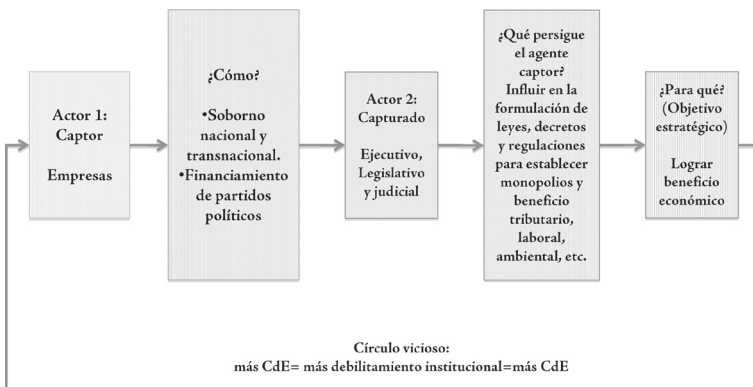 Actor 1:
Captor
Empresas
¿Cómo?
•Soborno
nacional y
transnacional.
•Financiamiento
de partidos
políticos
Actor 2:
Capturado
Ejecutivo,
Legislativo
y judicial
¿Qué persigue
el agente
captor?
Influir en la
formulación de
leyes, decretos
y regulaciones
para establecer
monopolios y
beneficio
tributario,
laboral,
ambiental, etc.
¿Para qué?
(Objetivo
estratégico)
Lograr
beneficio
económico
Círculo vicioso:
más CdE= más debilitamiento institucional=más CdE